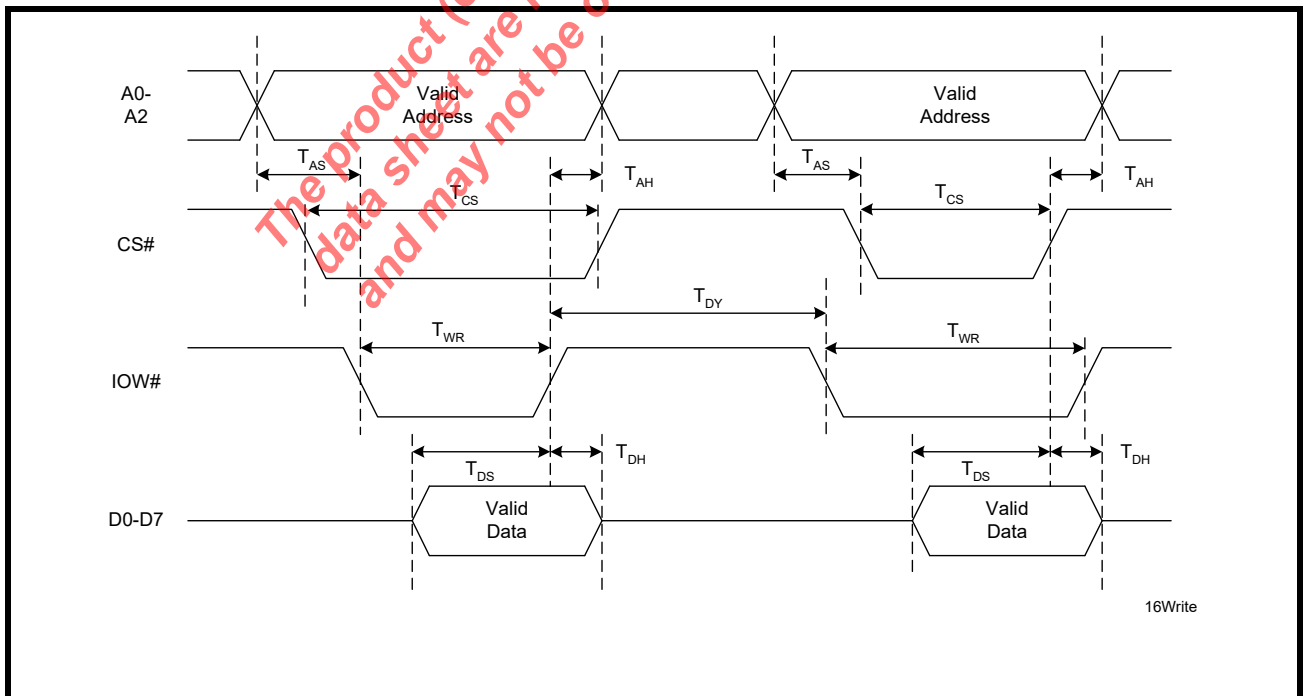 The product (
data sheet are
and may not be o
A0-
A2
Valid
Address
Valid
Address
TAS
TAH
TAS
TAH
TCS
TCS
CS#
TDY
TWR
TWR
IOW#
TDS
TDH
TDS
TDH
D0-D7
Valid
Data
Valid
Data
16Write